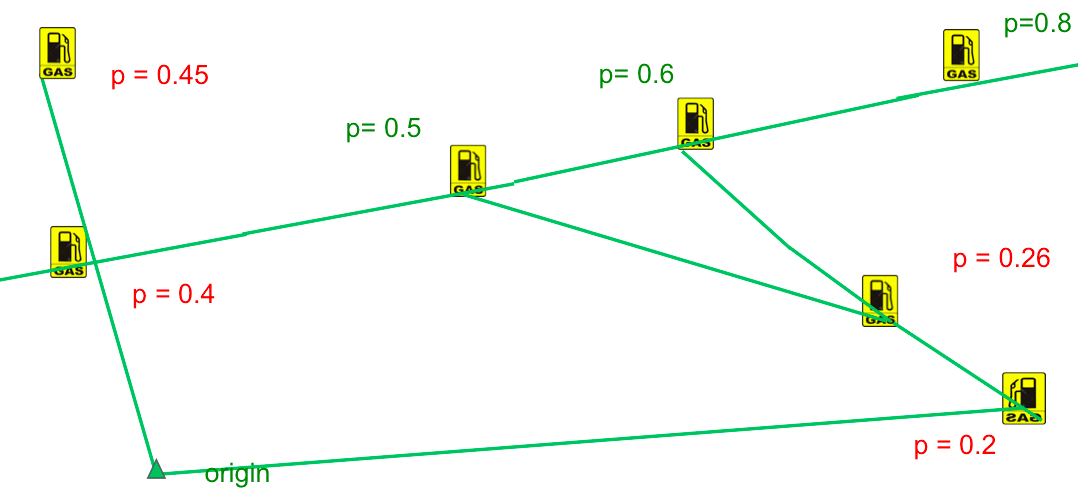 p=0.8
GAS
p = 0.45
GAS
p= 0.6
GAS
p= 0.5
GAS
GAS
GAS
p = 0.4
p = 0.26
GAS
GAS
p = 0.2
origin